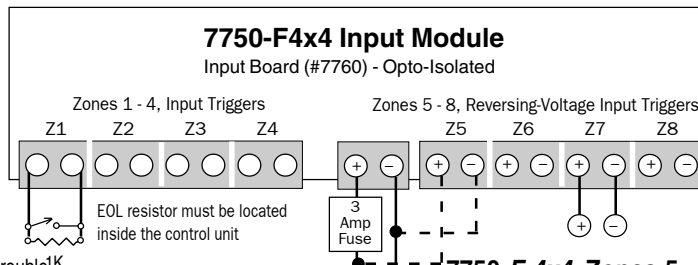 7750-F4x4 Input Module
Input Board (#7760) - Opto-Isolated
Zones 1 - 4, Input Triggers
Zones 5 - 8, Reversing-Voltage Input Triggers
Z1 Z2 Z3 Z4 Z5 Z6 Z7 Z8
+ − + − + − + − + −
3
Amp
Fuse
EOL resistor must be located
inside the control unit
+ −
1K